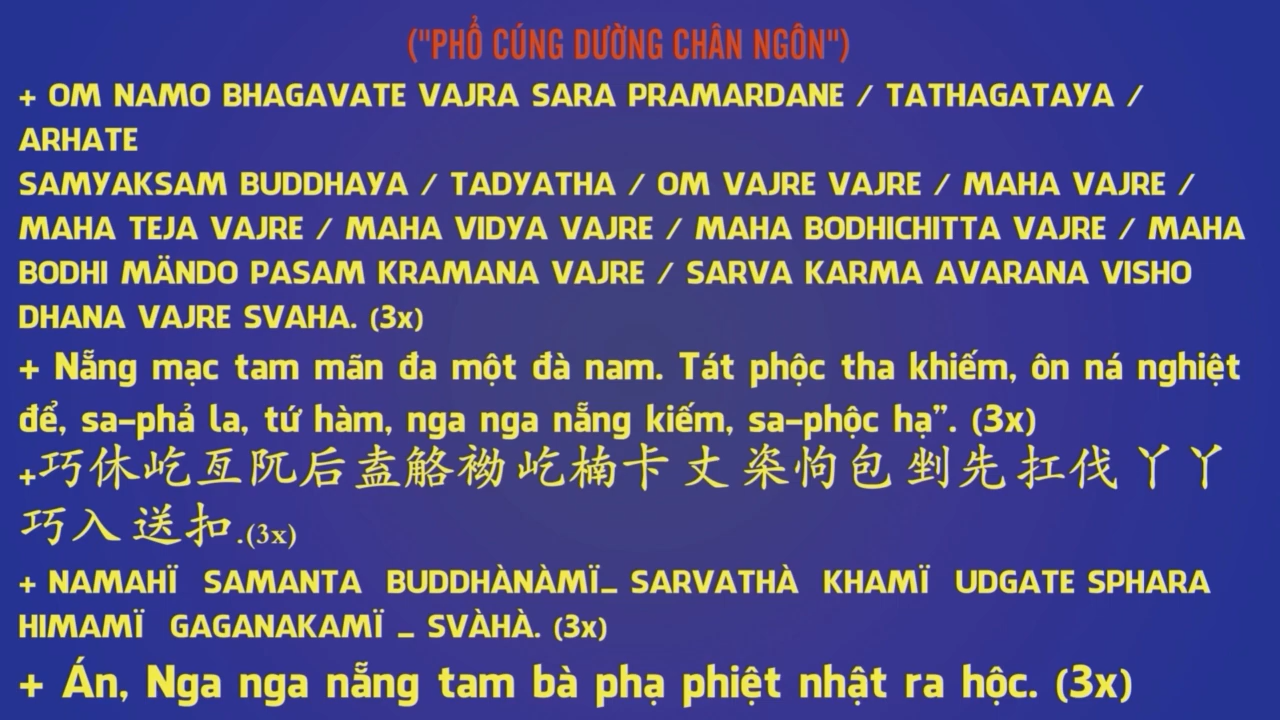 ("PHỔ CÚNG DƯỜNG CHÂN NGÔN")
+ OM NAMO BHAGAVATE VAJRA SARA PRAMARDANE / TATHAGATAYA /
ARHATE
SAMYAKSAM BUDDHAYA / TADYATHA / OM VAJRE VAJRE / MAHA VAJRE /
MAHA TEJA VAJRE / MAHA VIDYA VAJRE / MAHA BODHICHITTA VAJRE / MAHA
BODHI MÄNDO PASAM KRAMANA VAJRE / SARVA KARMA AVARANA VISHO
DHANA VAJRE SVAHA. (3x)
+ Nẵng mạc tam mãn đa một đà nam. Tát phộc tha khiếm, ôn ná nghiệt
để, sa-phả la, tứ hàm, nga nga nẵng kiếm, sa-phộc hạ”. (3x)
+巧休屹亙阢后盍觡袎屹楠卡丈 栥怐包 剉先扛伐丫丫
巧入送扣.(3x)
+ NAMAHÏ SAMANTA BUDDHÀNÀMÏ_ SARVATHÀ KHAMÏ UDGATE SPHARA
HIMAMÏ GAGANAKAMÏ _ SVÀHÀ. (3x)
+ Án, Nga nga nẵng tam bà phạ phiệt nhật ra hộc. (3x)